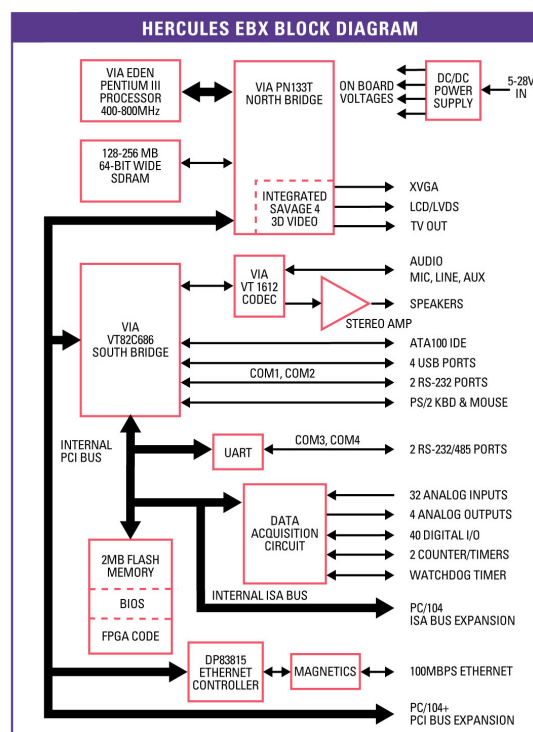 HERCULES EBX BLOCK DIAGRAM
VIA EDEN
PENTIUM III
PROCESSOR
400-800MHz
VIA PN133T
NORTH BRIDGE
ON BOARD
VOLTAGES
DC/DC
POWER
SUPPLY
5-28V
IN
128-256 MB
64-BIT WIDE
SDRAM
INTEGRATED
SAVAGE 4
3D VIDEO
XVGA
LCD/LVDS
TV OUT
VIA
VT 1612
CODEC
AUDIO
MIC, LINE, AUX
SPEAKERS
STEREO AMP
VIA
VT82C686
SOUTH BRIDGE
ATA100 IDE
4 USB PORTS
COM1, COM2
2 RS-232 PORTS
PS/2 KBD & MOUSE
INTERNAL
PCI BUS
UART
COM3, COM4
2 RS-232/485 PORTS
DATA
ACQUISITION
CIRCUIT
32 ANALOG INPUTS
4 ANALOG OUTPUTS
40 DIGITAL I/O
2 COUNTER/TIMERS
WATCHDOG TIMER
2MB FLASH
MEMORY
BIOS
FPGA CODE
INTERNAL ISA BUS
PC/104
ISA BUS EXPANSION
DP83815
ETHERNET
CONTROLLER
MAGNETICS
100MBPS ETHERNET
PC/104+
PCI BUS EXPANSION